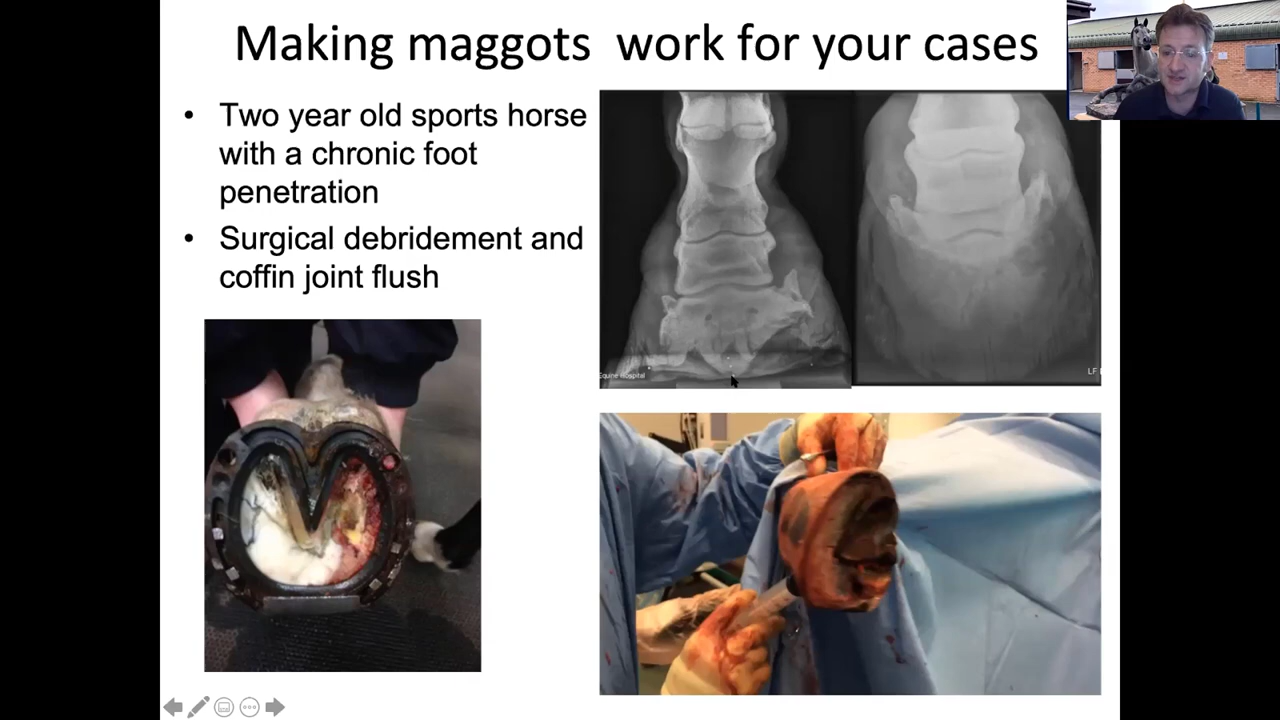 Making maggots work for your cases
• Two year old sports horse
with a chronic foot
penetration
• Surgical debridement and
coffin joint flush
Equine Hospital
LF